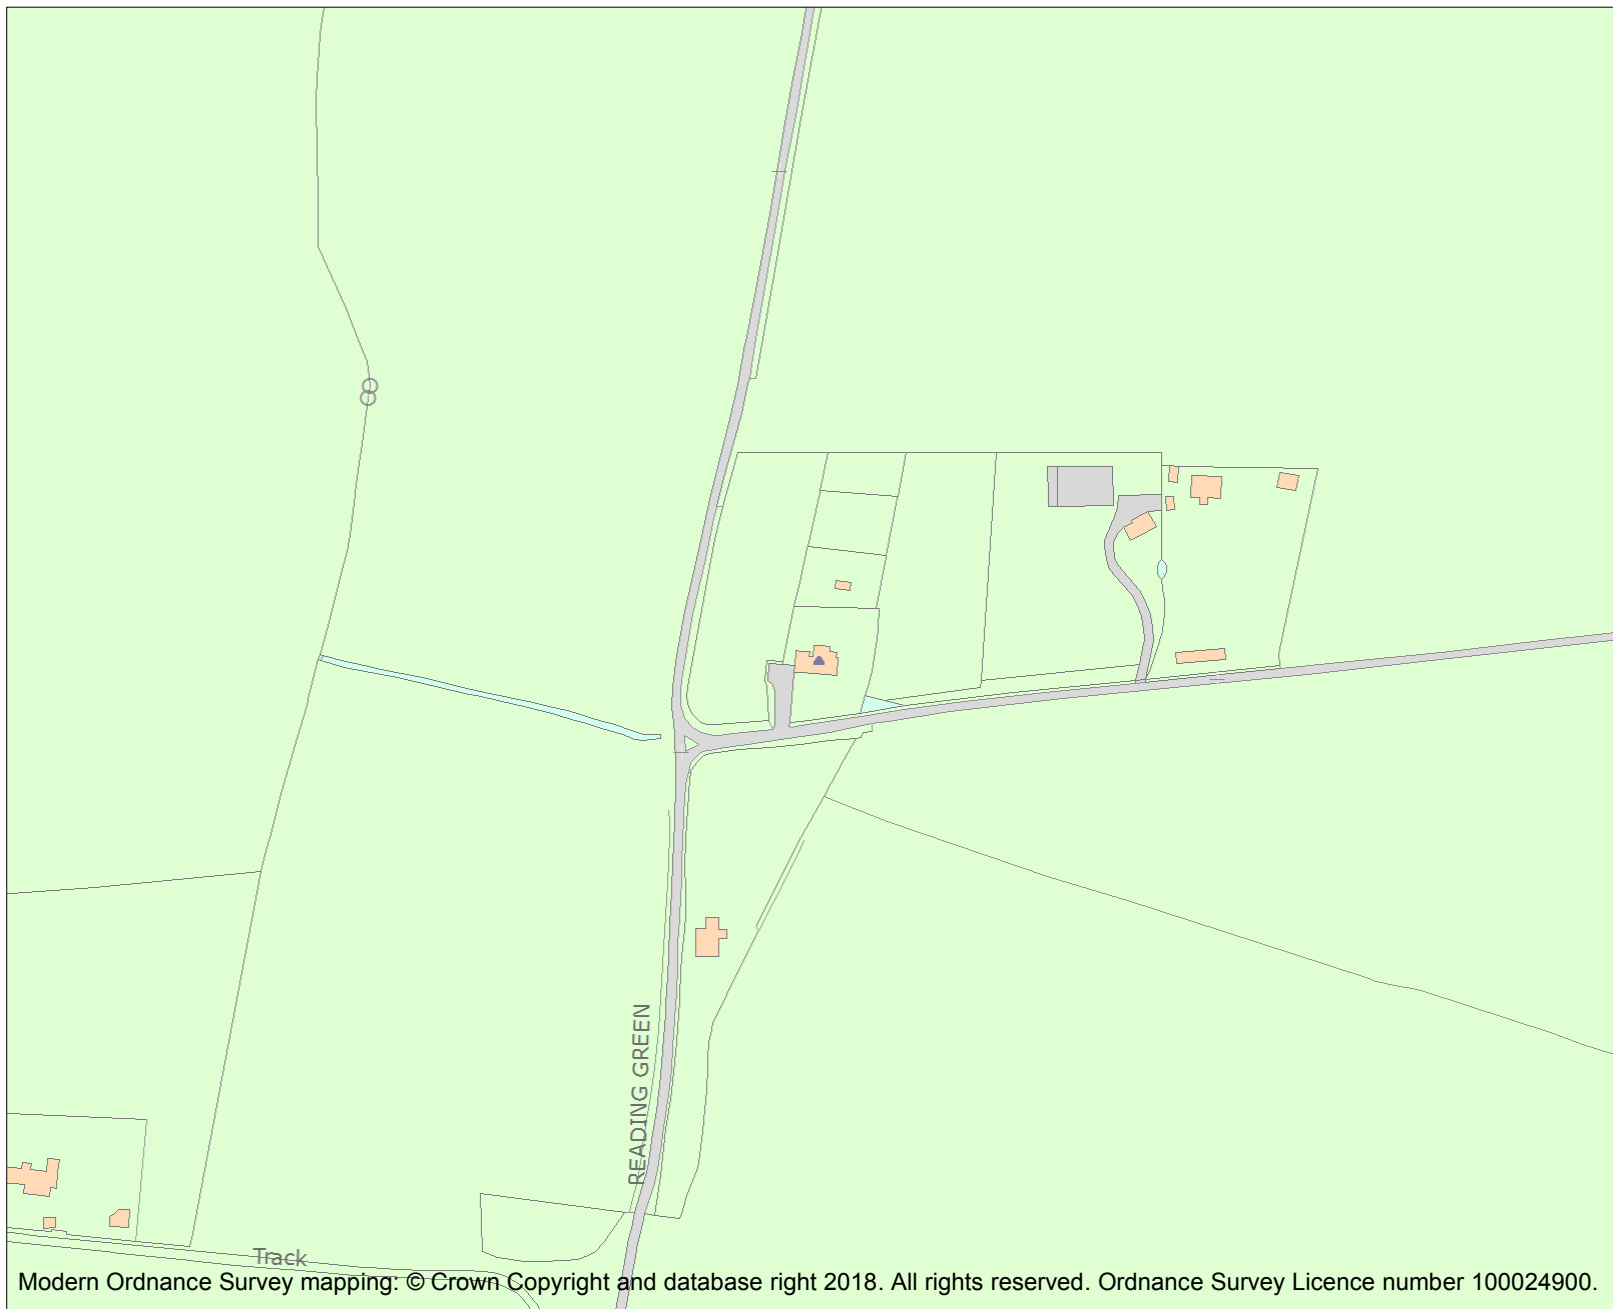 READING GREEN
Track
Modern Ordnance Survey mapping: © Crown Copyright and database right 2018. All rights reserved. Ordnance Survey Licence number 100024900.